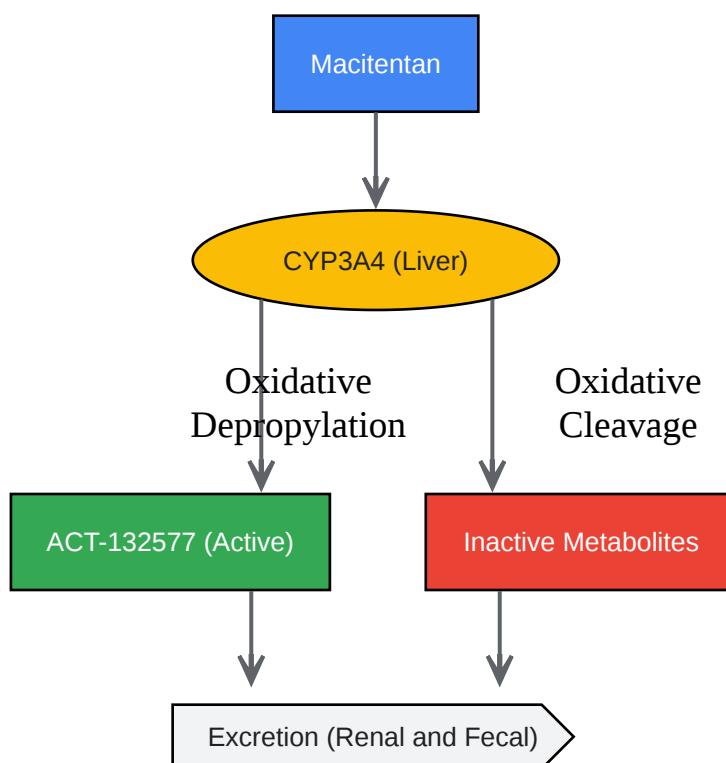 Macitentan
CYP3A4 (Liver)
Oxidative
Depropylation
Oxidative
Cleavage
ACT-132577 (Active)
Inactive Metabolites
Excretion (Renal and Fecal)